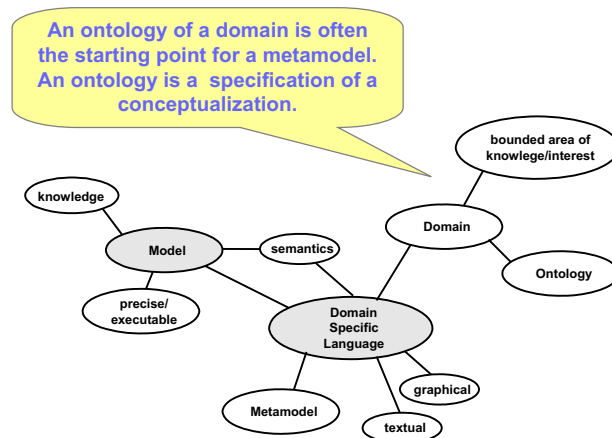 An ontology of a domain is often
the starting point for a metamodel.
An ontology is a specification of a
conceptualization.
bounded area of
knowlege/interest
knowledge
Domain
Model
semantics
Ontology
precise/
executable
Domain
Specific
Language
graphical
Metamodel
textual